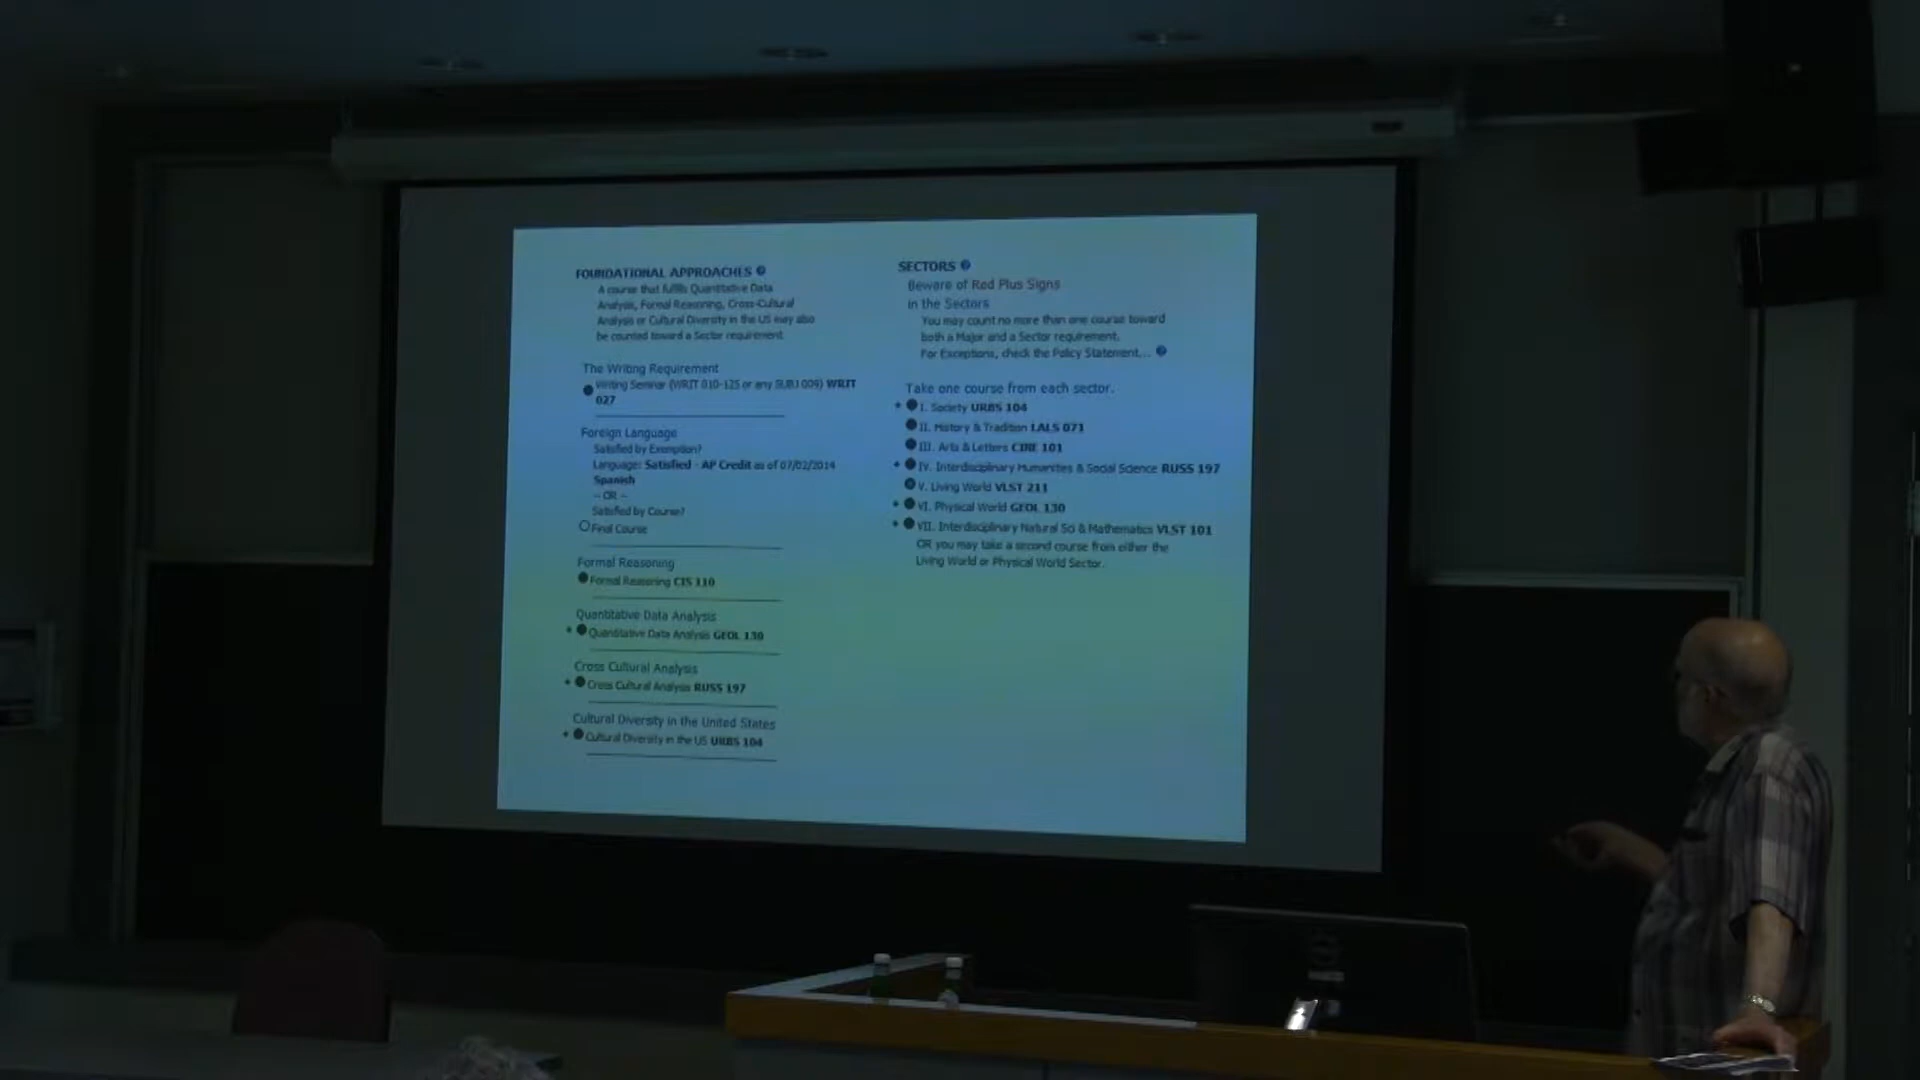 FOUNDATIONAL APPROACHES
A course that fulfills Quantitative Data
Analysis, Formal Reasoning, Cross-Cultural
Analysis or Cultural Diversity in the US may also
be counted toward a Sector requirement.
The Writing Requirement
Writing Seminar (WRIT 010-125 or any SUBJ 009) WRIT
027
Foreign Language
Satisfied by Exemption?
Language: Satisfied - AP Credit as of 07/02/2014
Spanish
-- OR --
Satisfied by Course?
Final Course
Formal Reasoning
Formal Reasoning CIS 110
Quantitative Data Analysis
Quantitative Data Analysis GEOL 130
Cross Cultural Analysis
Cross Cultural Analysis RUSS 197
Cultural Diversity in the United States
Cultural Diversity in the US URBS 104
SECTORS
Beware of Red Plus Signs
in the Sectors
You may count no more than one course toward
both a Major and a Sector requirement.
For Exceptions, check the Policy Statement...
Take one course from each sector.
+ I. Society URBS 104
II. History & Tradition LALS 071
III. Arts & Letters CINE 101
+ IV. Interdisciplinary Humanities & Social Science RUSS 197
V. Living World VLST 211
+ VI. Physical World GEOL 130
+ VII. Interdisciplinary Natural Sci & Mathematics VLST 101
OR you may take a second course from either the
Living World or Physical World Sector.